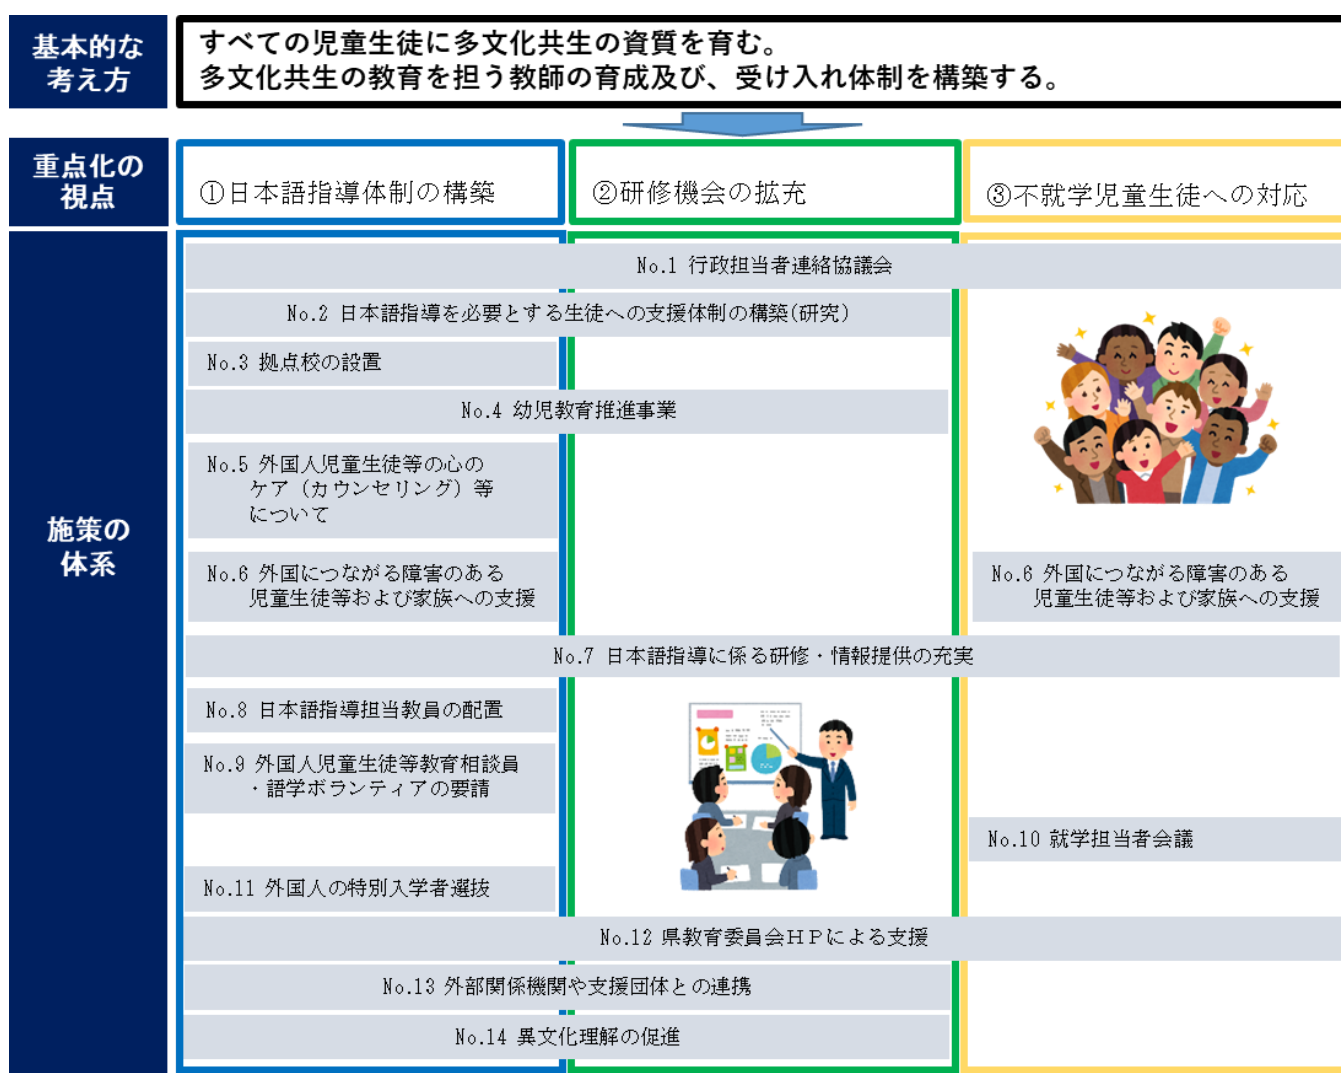 基本的な
考え方
すべての児童生徒に多文化共生の資質を育む。
多文化共生の教育を担う教師の育成及び、受け入れ体制を構築する。
重点化の
視点
①日本語指導体制の構築
②研修機会の拡充
③不就学児童生徒への対応
施策の
体系
No.1 行政担当者連絡協議会
No.2 日本語指導を必要とする生徒への支援体制の構築(研究)
No.3 拠点校の設置
No.4 幼児教育推進事業
No.5 外国人児童生徒等の心の
ケア（カウンセリング）等
について
No.6 外国につながる障害のある
児童生徒等および家族への支援
No.6 外国につながる障害のある
児童生徒等および家族への支援
No.7 日本語指導に係る研修・情報提供の充実
No.8 日本語指導担当教員の配置
No.9 外国人児童生徒等教育相談員
・語学ボランティアの要請
No.10 就学担当者会議
No.11 外国人の特別入学者選抜
No.12 県教育委員会ＨＰによる支援
No.13 外部関係機関や支援団体との連携
No.14 異文化理解の促進